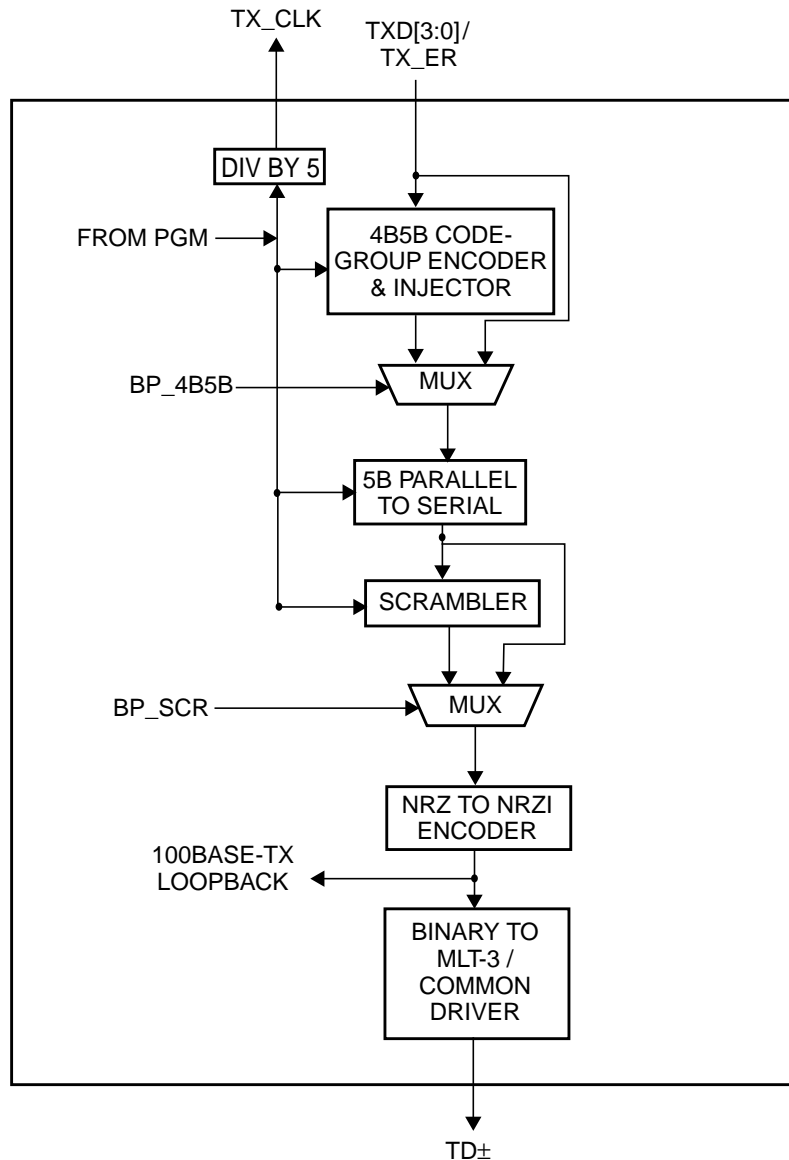 TX_CLK
TXD[3:0]/
TX_ER
DIV BY 5
FROM PGM
4B5B CODE-
GROUP ENCODER
& INJECTOR
BP_4B5B
MUX
5B PARALLEL
TO SERIAL
SCRAMBLER
BP_SCR
MUX
NRZ TO NRZI
ENCODER
100BASE-TX
LOOPBACK
BINARY TO
MLT-3 /
COMMON
DRIVER
TD±